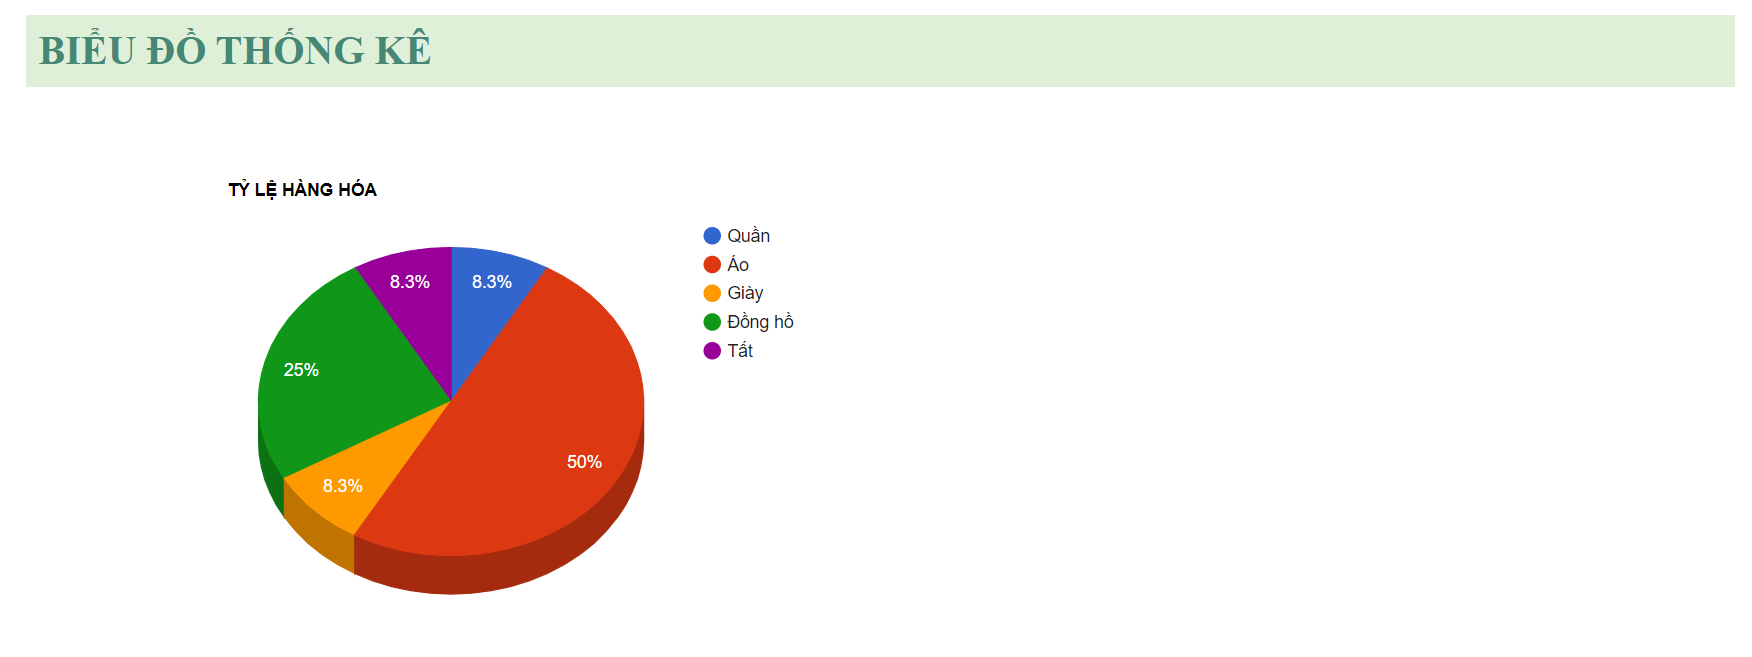 BIỂU ĐỒ THỐNG KÊ
TỶ LỆ HÀNG HÓA
8.3%
8.3%
25%
50%
8.3%
Quần
Áo
Giày
Đồng hồ
Tất